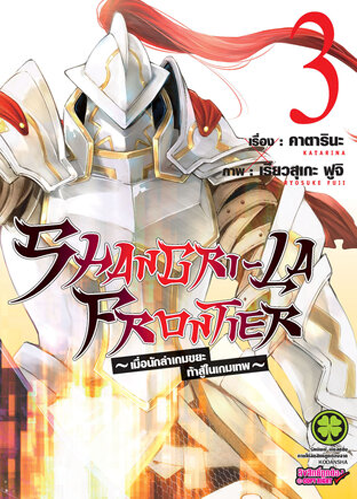 3
เรื่อง : คาตารินะ
KATARINA
ภาพ : เรียวสุเกะ ฟูจิ
RYOSUKE FUJI
SHANGRI-LA
FRONTIER
~เมื่อนักล่าเกมขยะ
ท้าสู้ในเกมเทพ~
KODANSHA